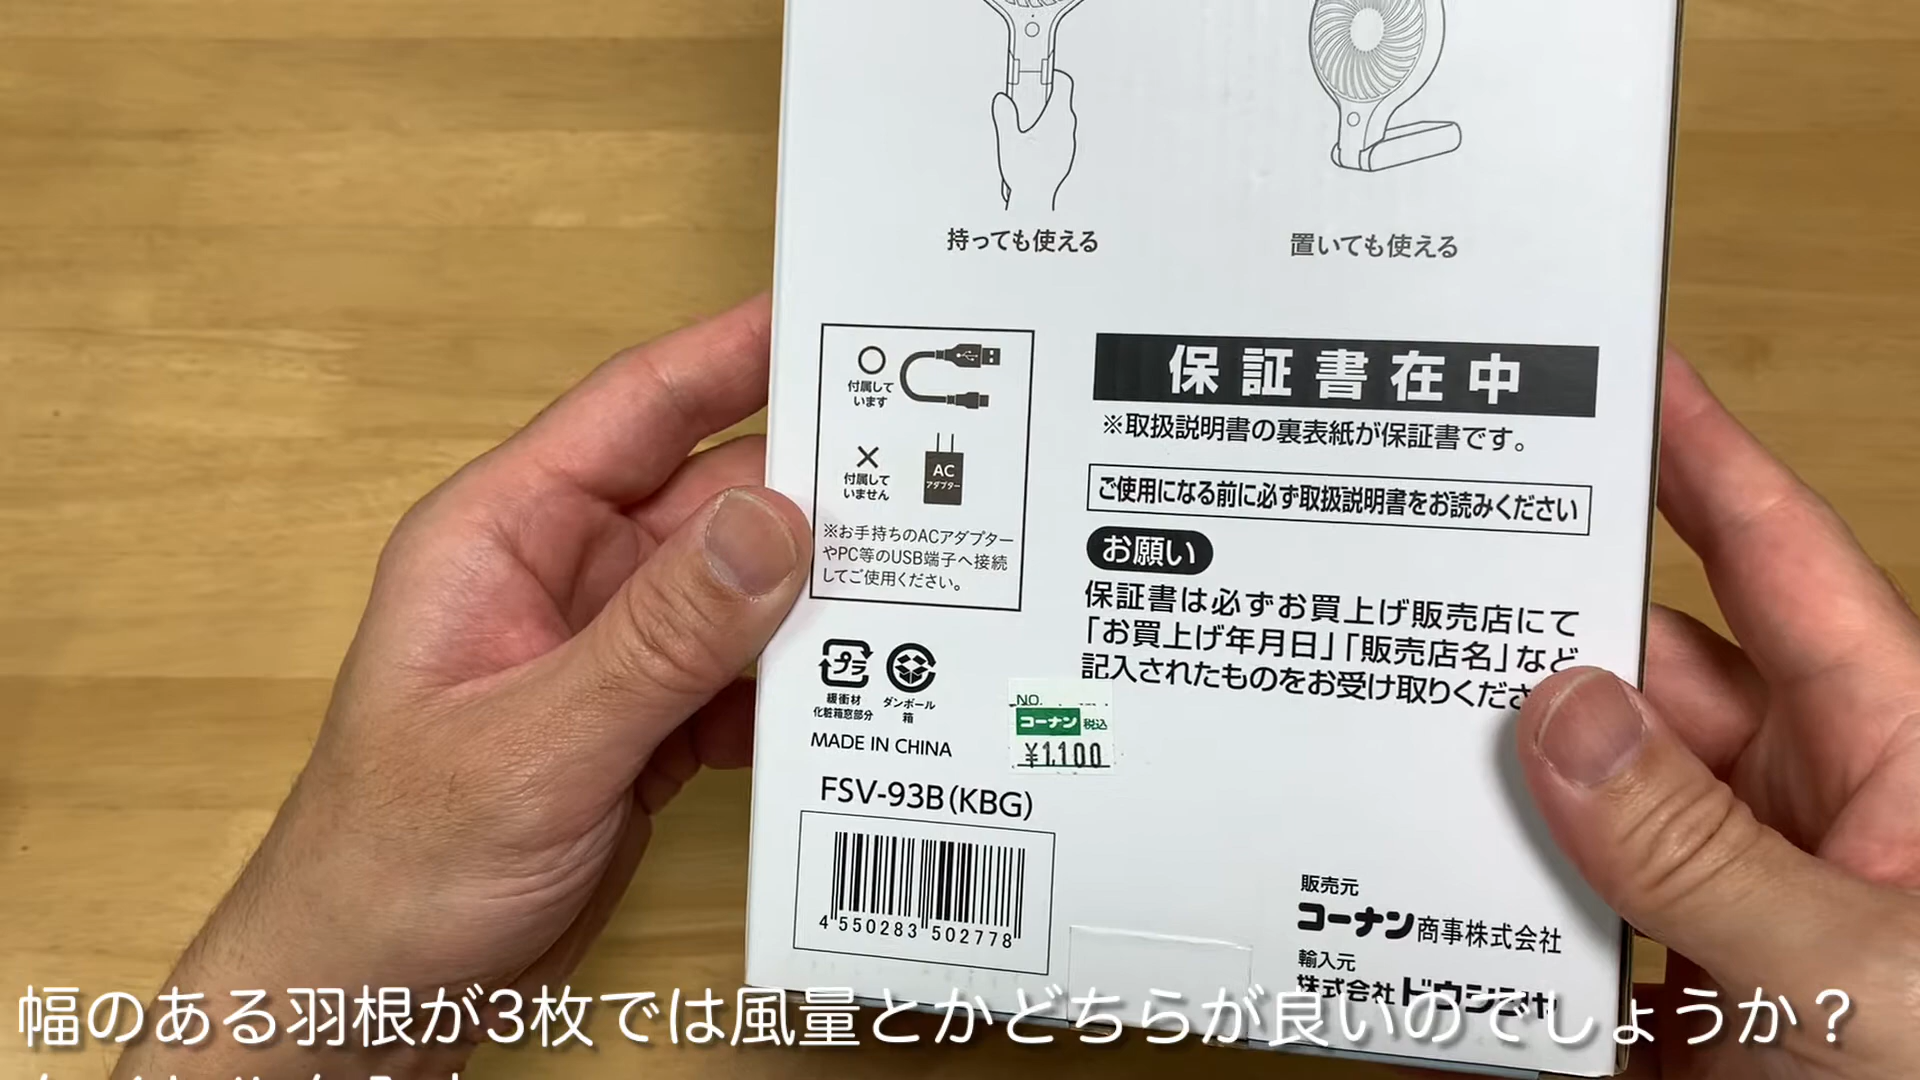 持っても使える
置いても使える
付属して
います
付属して
いません
AC
アダプター
※お手持ちのACアダプター
やPC等のUSB端子へ接続
してご使用ください。
保証書在中
※取扱説明書の裏表紙が保証書です。
ご使用になる前に必ず取扱説明書をお読みください
お願い
保証書は必ずお買上げ販売店にて
「お買上げ年月日」「販売店名」など
記入されたものをお受け取りくださ
プラ
緩衝材
化粧箱窓部分
ダンボール
箱
MADE IN CHINA
NO.
コーナン 税込
¥1,100
FSV-93B(KBG)
4 550283 502778
販売元
コーナン商事株式会社
輸入元
株式会社ドウシシャ
幅のある羽根が3枚では風量とかどちらが良いのでしょうか?